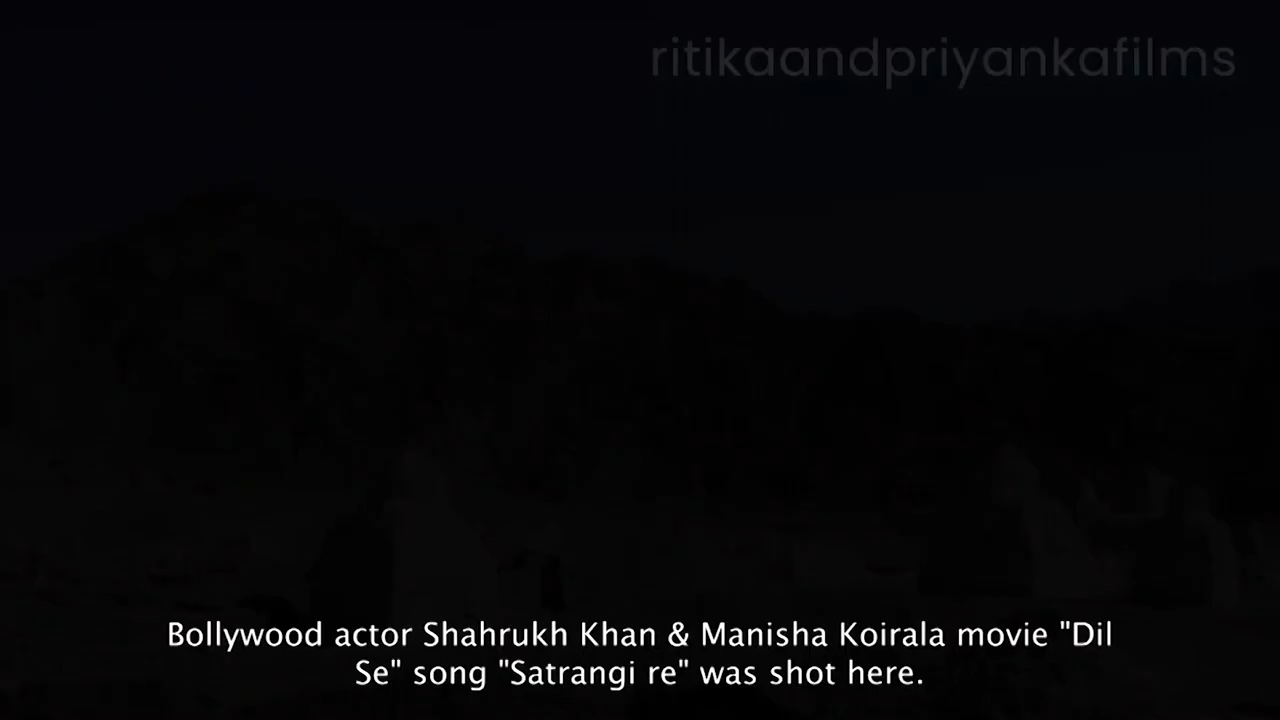 ritikaandpriyankafilms
Bollywood actor Shahrukh Khan & Manisha Koirala movie "Dil
Se" song "Satrangi re" was shot here.